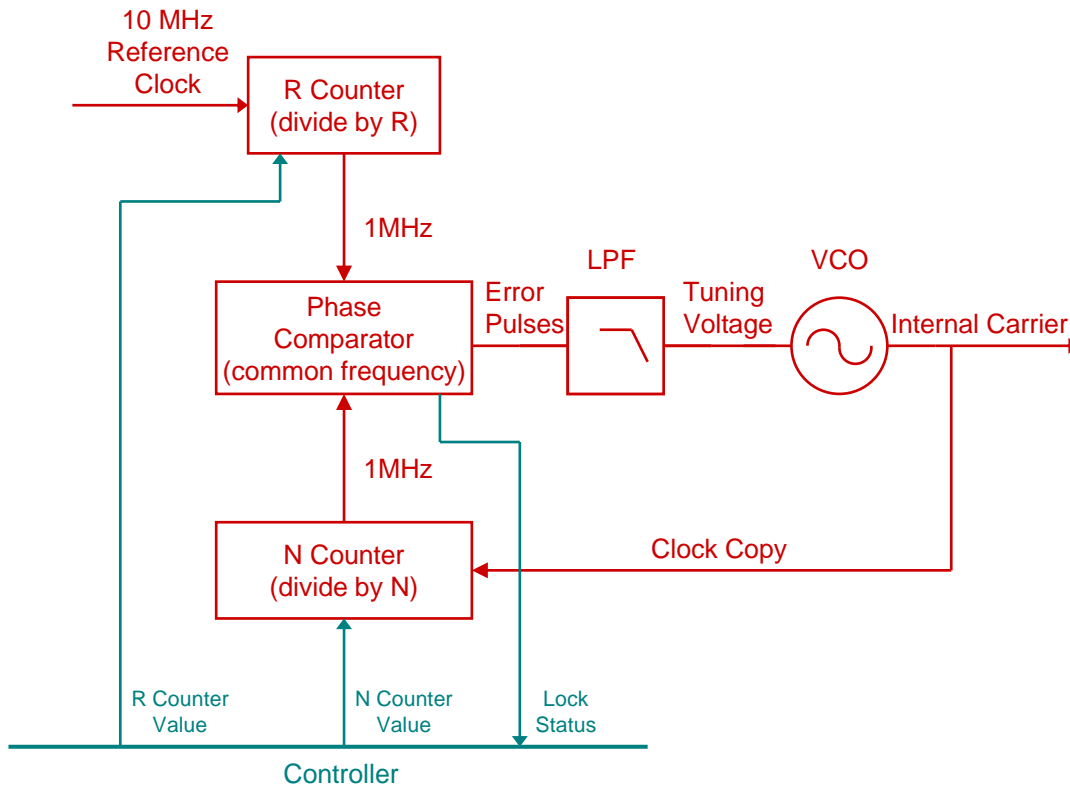 10 MHz
Reference
Clock
R Counter
(divide by R)
1MHz
LPF
VCO
Phase
Comparator
(common frequency)
Error
Pulses
Tuning
Voltage
Internal Carrier
1MHz
N Counter
(divide by N)
Clock Copy
R Counter
Value
N Counter
Value
Lock
Status
Controller